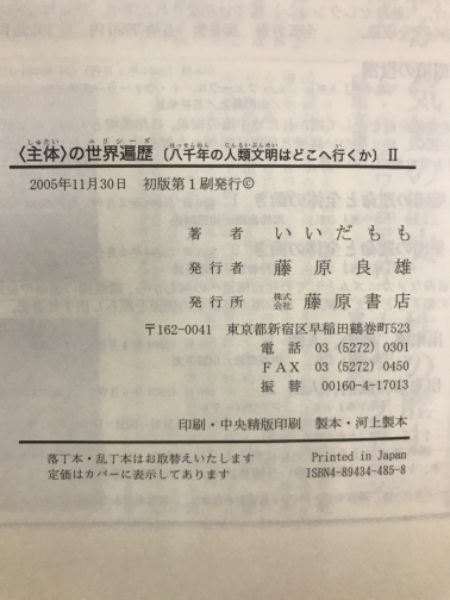 〈主体〉の世界遍歴〔八千年の人類文明はどこへ行くか〕Ⅱ
2005年11月30日 初版第1刷発行©
著者 いいだもも
発行者 藤原良雄
発行所 株式会社 藤原書店
〒162-0041 東京都新宿区早稲田鶴巻町523
電話 03 (5272) 0301
FAX 03 (5272) 0450
振替 00160-4-17013
印刷・中央精版印刷 製本・河上製本
落丁本・乱丁本はお取替えいたします
定価はカバーに表示してあります
Printed in Japan
ISBN4-89434-485-8